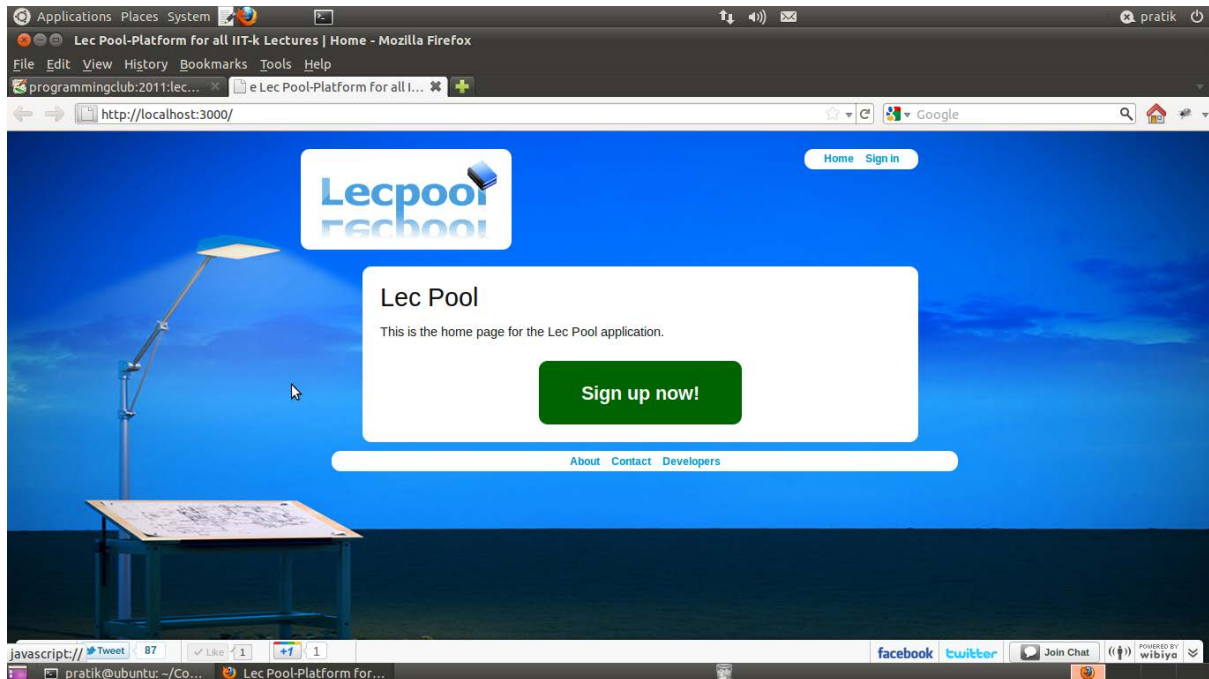 Applications Places System pratik
Lec Pool-Platform for all IIT-k Lectures | Home - Mozilla Firefox
File Edit View History Bookmarks Tools Help
programmingclub:2011:lec... e Lec Pool-Platform for all I...
http://localhost:3000/ Google
Lecpool
Home Sign in
Lec Pool
This is the home page for the Lec Pool application.
Sign up now!
About Contact Developers
javascript:// Tweet 87 Like 1 +1 1 facebook twitter Join Chat POWERED BY wibiya
pratik@ubuntu: ~/Co... Lec Pool-Platform for...